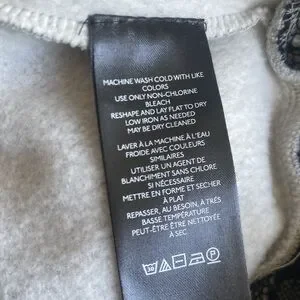 MACHINE WASH COLD WITH LIKE
COLORS
USE ONLY NON-CHLORINE
BLEACH
RESHAPE AND LAY FLAT TO DRY
LOW IRON AS NEEDED
MAY BE DRY CLEANED
LAVER À LA MACHINE À L'EAU
FROIDE AVEC COULEURS
SIMILAIRES
UTILISER UN AGENT DE
BLANCHIMENT SANS CHLORE
SI NÉCESSAIRE
METTRE EN FORME ET SECHER
À PLAT
REPASSER, AU BESOIN, À TRÈS
BASSE TEMPÉRATURE
PEUT-ÊTRE ÊTRE NETTOYÉE
À SEC
30 P